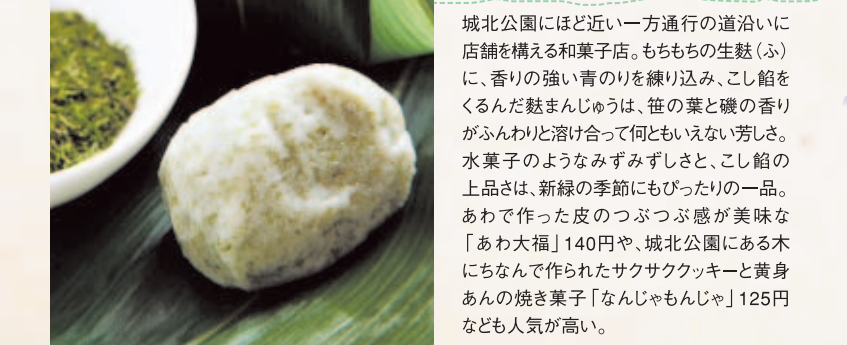 城北公園にほど近い一方通行の道沿いに
店舗を構える和菓子店。もちもちの生麩（ふ）
に、香りの強い青のりを練り込み、こし餡を
くるんだ麩まんじゅうは、笹の葉と磯の香り
がふんわりと溶け合って何ともいえない芳しさ。
水菓子のようなみずみずしさと、こし餡の
上品さは、新緑の季節にもぴったりの一品。
あわで作った皮のつぶつぶ感が美味な
「あわ大福」140円や、城北公園にある木
にちなんで作られたサクサククッキーと黄身
あんの焼き菓子「なんじゃもんじゃ」125円
なども人気が高い。